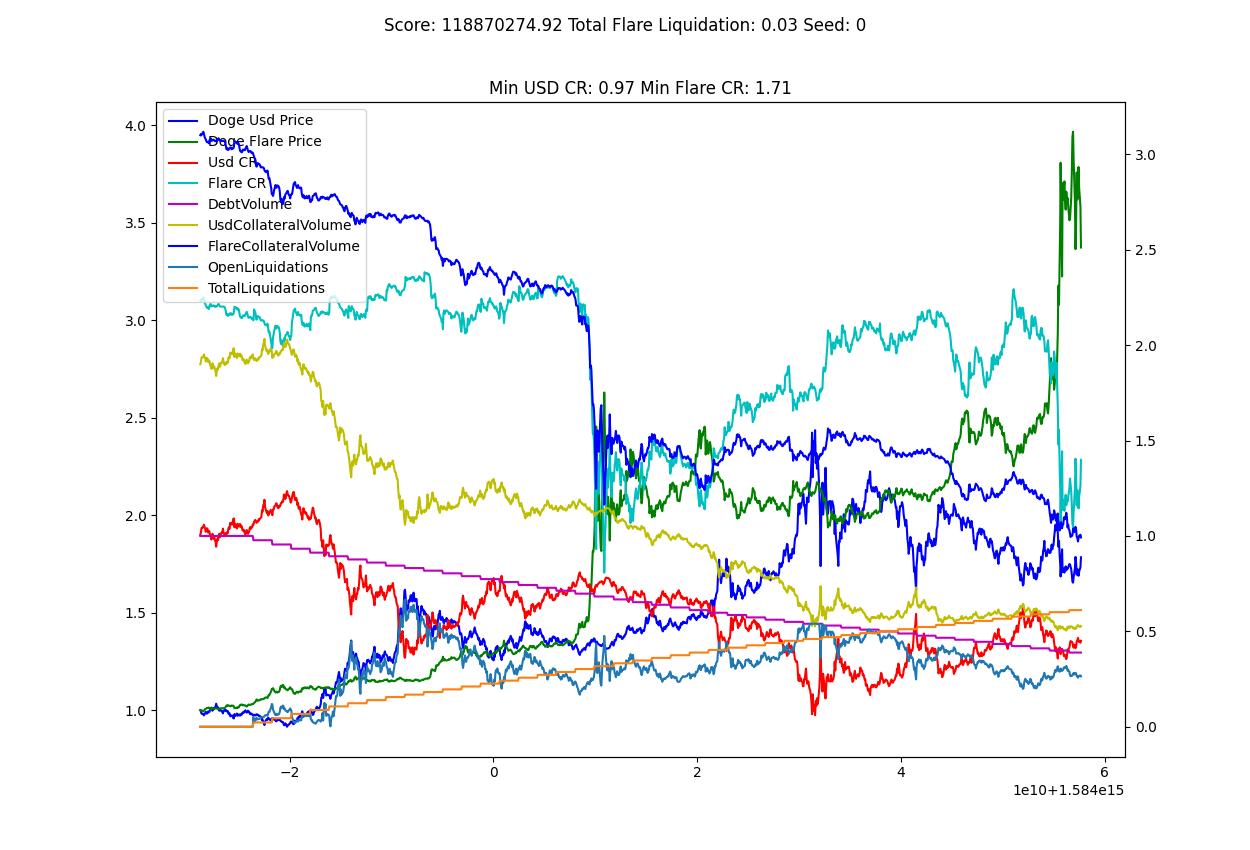 Score: 118870274.92 Total Flare Liquidation: 0.03 Seed: 0
Min USD CR: 0.97 Min Flare CR: 1.71
Doge Usd Price
Doge Flare Price
Usd CR
Flare CR
DebtVolume
UsdCollateralVolume
FlareCollateralVolume
OpenLiquidations
TotalLiquidations
4.0
3.5
3.0
2.5
2.0
1.5
1.0
3.0
2.5
2.0
1.5
1.0
0.5
0.0
−2
0
2
4
6
1e10+1.584e15